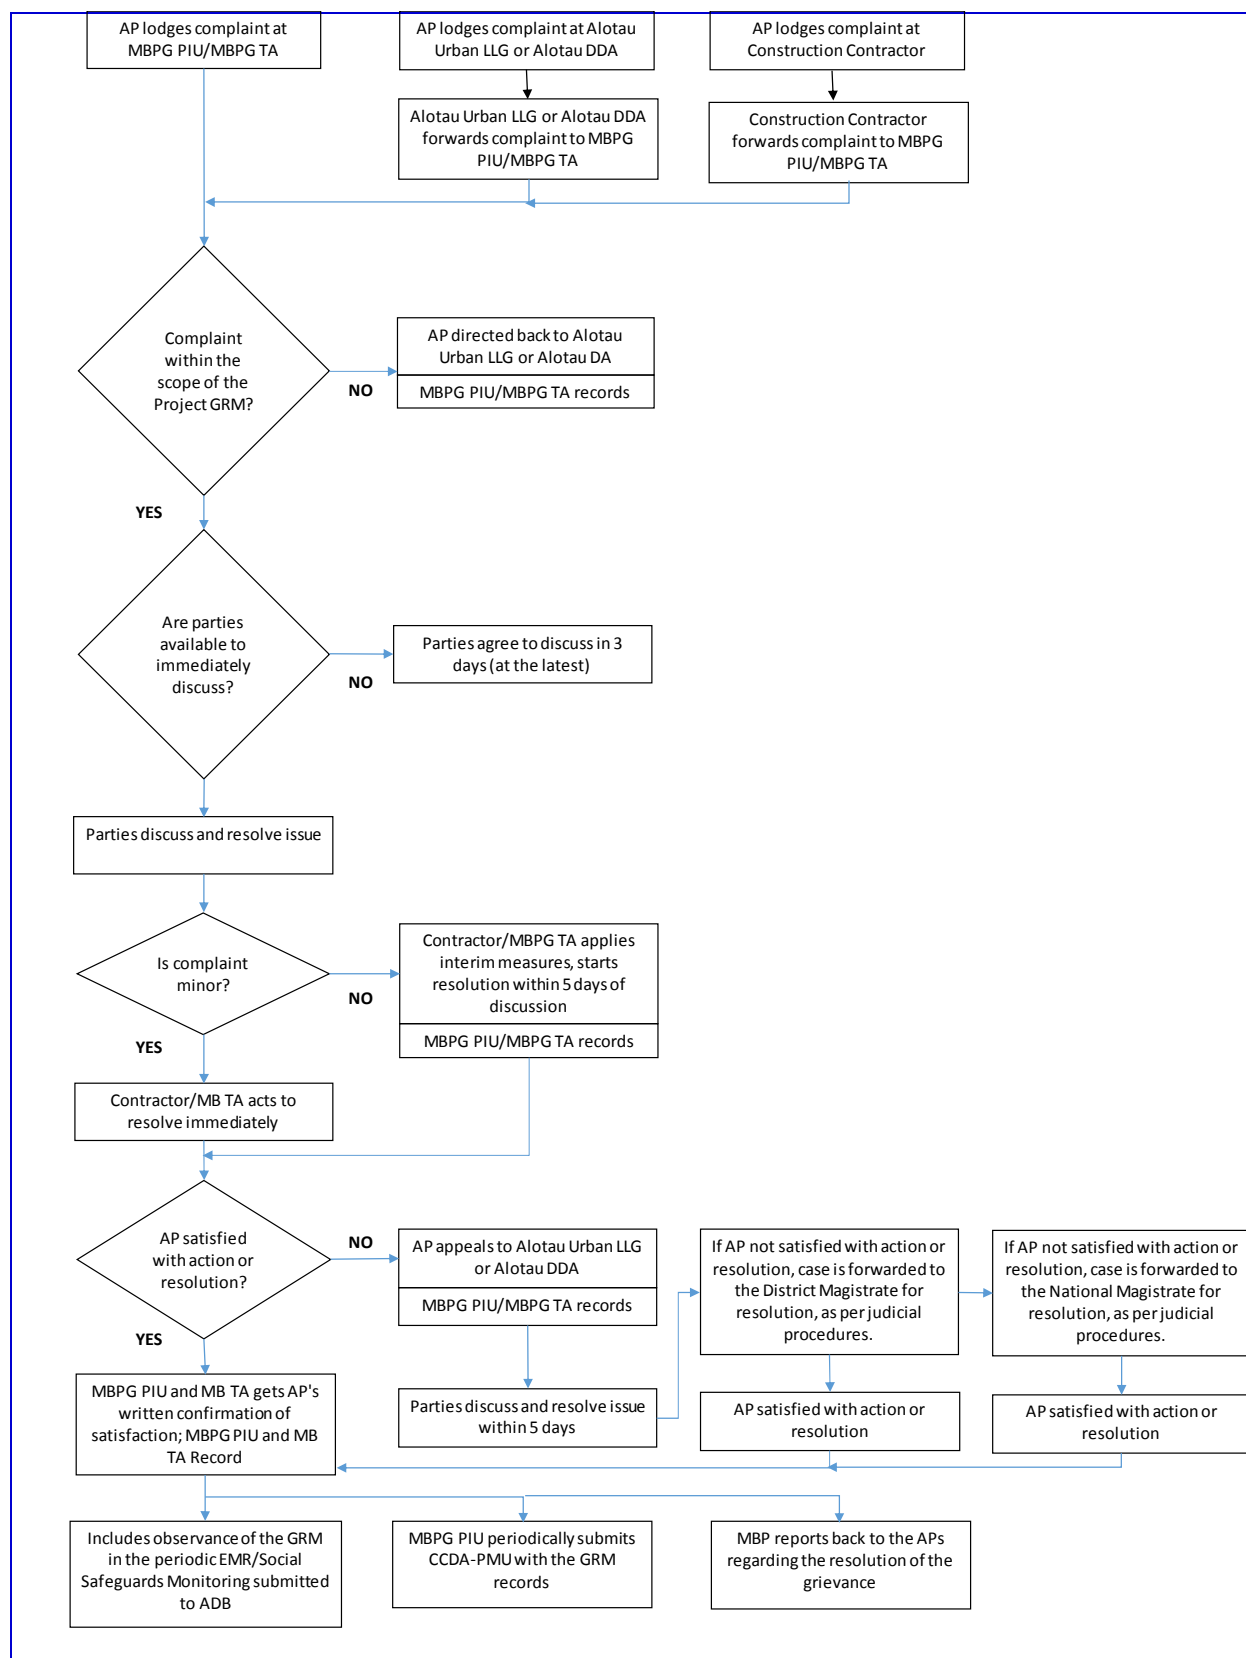 AP lodges complaint at
MBPG PIU/MBPG TA
AP lodges complaint at Alotau
Urban LLG or Alotau DDA
AP lodges complaint at
Construction Contractor
Alotau Urban LLG or Alotau DDA
forwards complaint to MBPG
PIU/MBPG TA
Construction Contractor
forwards complaint to MBPG
PIU/MBPG TA
Complaint
within the
scope of the
Project GRM?
NO
AP directed back to Alotau
Urban LLG or Alotau DA
MBPG PIU/MBPG TA records
YES
Are parties
available to
immediately
discuss?
NO
Parties agree to discuss in 3
days (at the latest)
Parties discuss and resolve issue
Is complaint
minor?
NO
Contractor/MBPG TA applies
interim measures, starts
resolution within 5 days of
discussion
MBPG PIU/MBPG TA records
YES
Contractor/MB TA acts to
resolve immediately
AP satisfied
with action or
resolution?
NO
AP appeals to Alotau Urban LLG
or Alotau DDA
MBPG PIU/MBPG TA records
If AP not satisfied with action or
resolution, case is forwarded to
the District Magistrate for
resolution, as per judicial
procedures.
If AP not satisfied with action or
resolution, case is forwarded to
the National Magistrate for
resolution, as per judicial
procedures.
YES
MBPG PIU and MB TA gets AP's
written confirmation of
satisfaction; MBPG PIU and MB
TA Record
Parties discuss and resolve issue
within 5 days
AP satisfied with action or
resolution
AP satisfied with action or
resolution
Includes observance of the GRM
in the periodic EMR/Social
Safeguards Monitoring submitted
to ADB
MBPG PIU periodically submits
CCDA-PMU with the GRM
records
MBP reports back to the APs
regarding the resolution of the
grievance